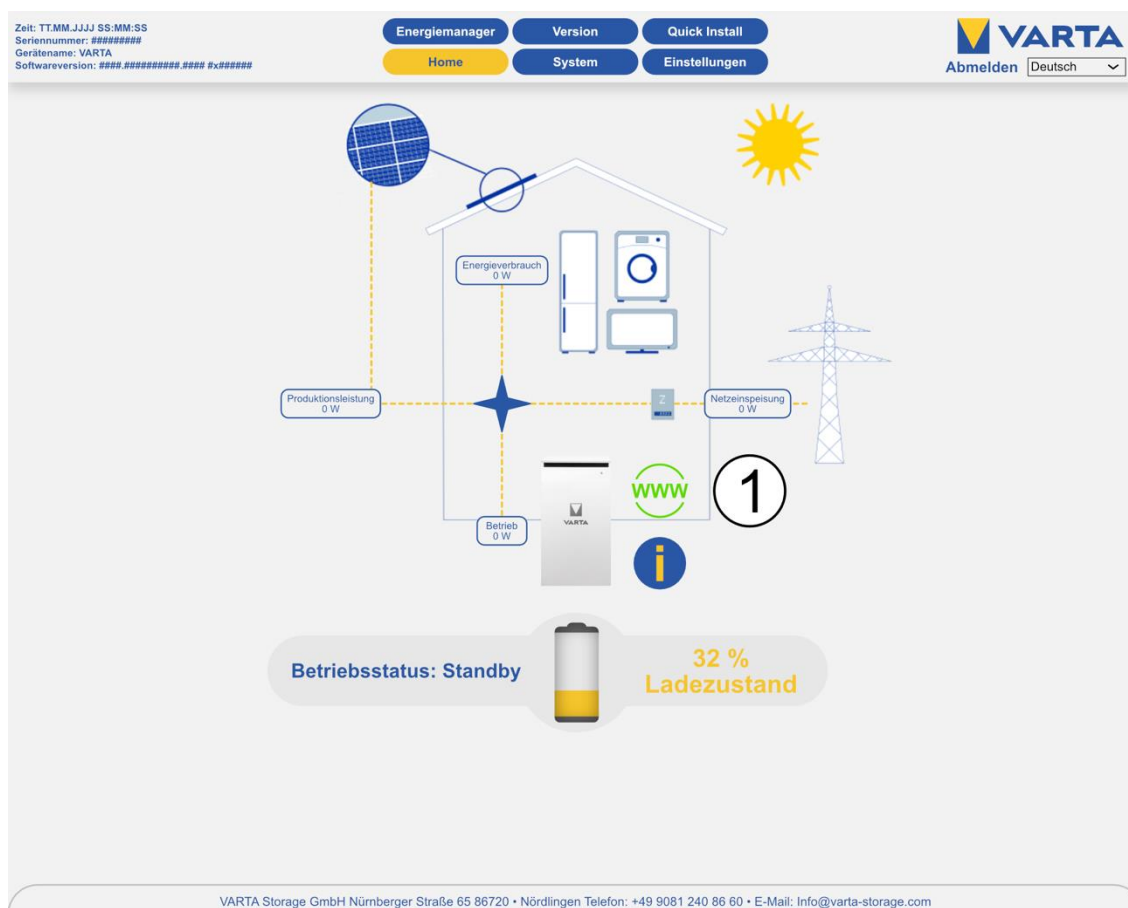 Zeit: TT.MM.JJJJ SS:MM:SS
Seriennummer: #########
Gerätename: VARTA
Softwareversion: ####.##########.#### #x######
Energiemanager
Version
Quick Install
Home
System
Einstellungen
VARTA
Abmelden
Deutsch
Energieverbrauch
0 W
Produktionsleistung
0 W
Z
Netzeinspeisung
0 W
www
1
VARTA
Betrieb
0 W
i
Betriebsstatus: Standby
32 %
Ladezustand
VARTA Storage GmbH Nürnberger Straße 65 86720 • Nördlingen Telefon: +49 9081 240 86 60 • E-Mail: Info@varta-storage.com